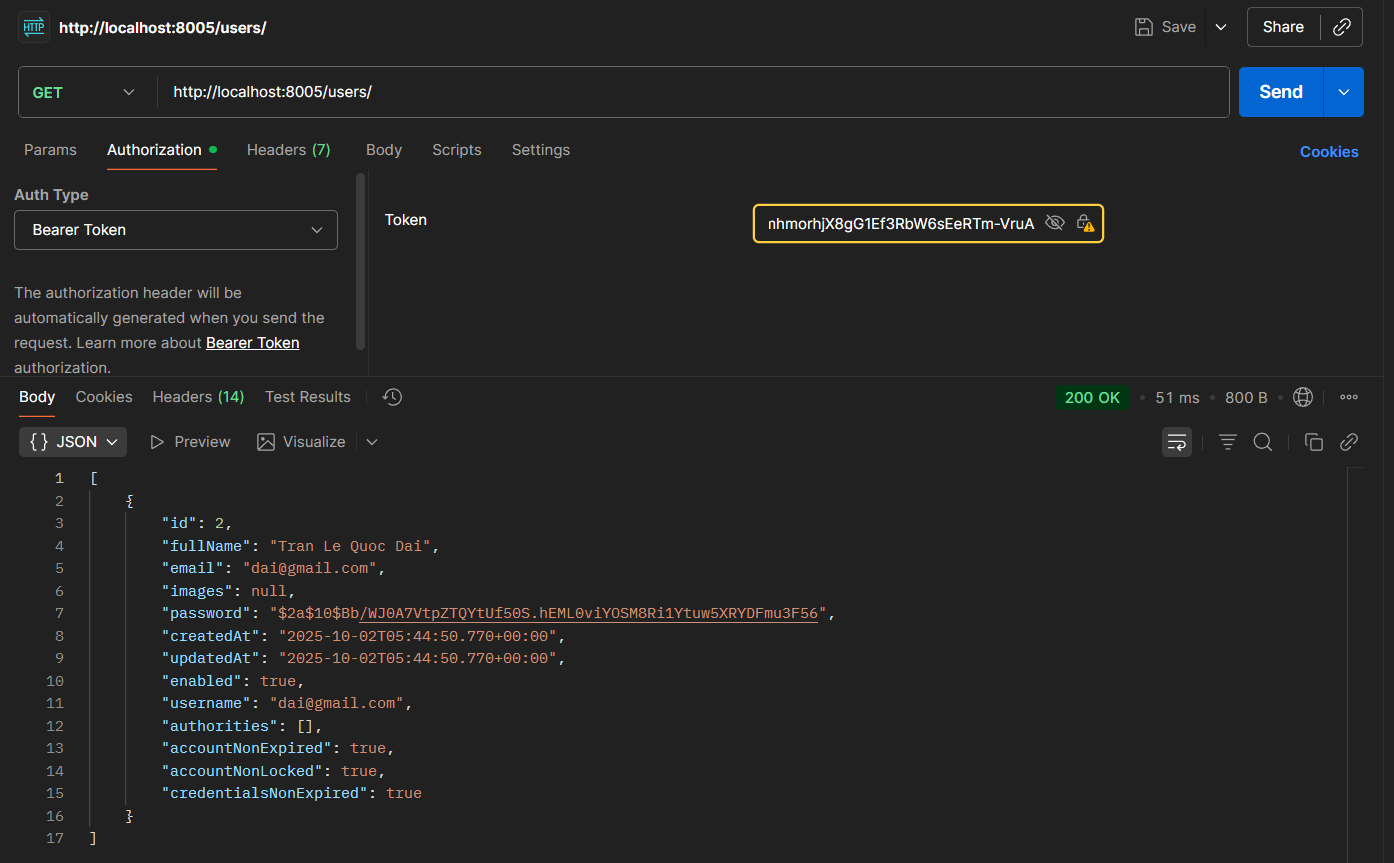 HTTP http://localhost:8005/users/ Save Share
GET http://localhost:8005/users/ Send
Params Authorization Headers (7) Body Scripts Settings Cookies
Auth Type
Bearer Token
Token nhmorhjX8gG1Ef3RbW6sEeRTm-VruA
The authorization header will be
automatically generated when you send the
request. Learn more about Bearer Token
authorization.
Body Cookies Headers (14) Test Results 200 OK • 51 ms • 800 B •
{} JSON Preview Visualize
1 [
2 {
3 "id": 2,
4 "fullName": "Tran Le Quoc Dai",
5 "email": "dai@gmail.com",
6 "images": null,
7 "password": "$2a$10$Bb/WJ0A7VtpZTQYtUf50S.hEML0viYOSM8Ri1Ytuw5XRYDFmu3F56",
8 "createdAt": "2025-10-02T05:44:50.770+00:00",
9 "updatedAt": "2025-10-02T05:44:50.770+00:00",
10 "enabled": true,
11 "username": "dai@gmail.com",
12 "authorities": [],
13 "accountNonExpired": true,
14 "accountNonLocked": true,
15 "credentialsNonExpired": true
16 }
17 ]